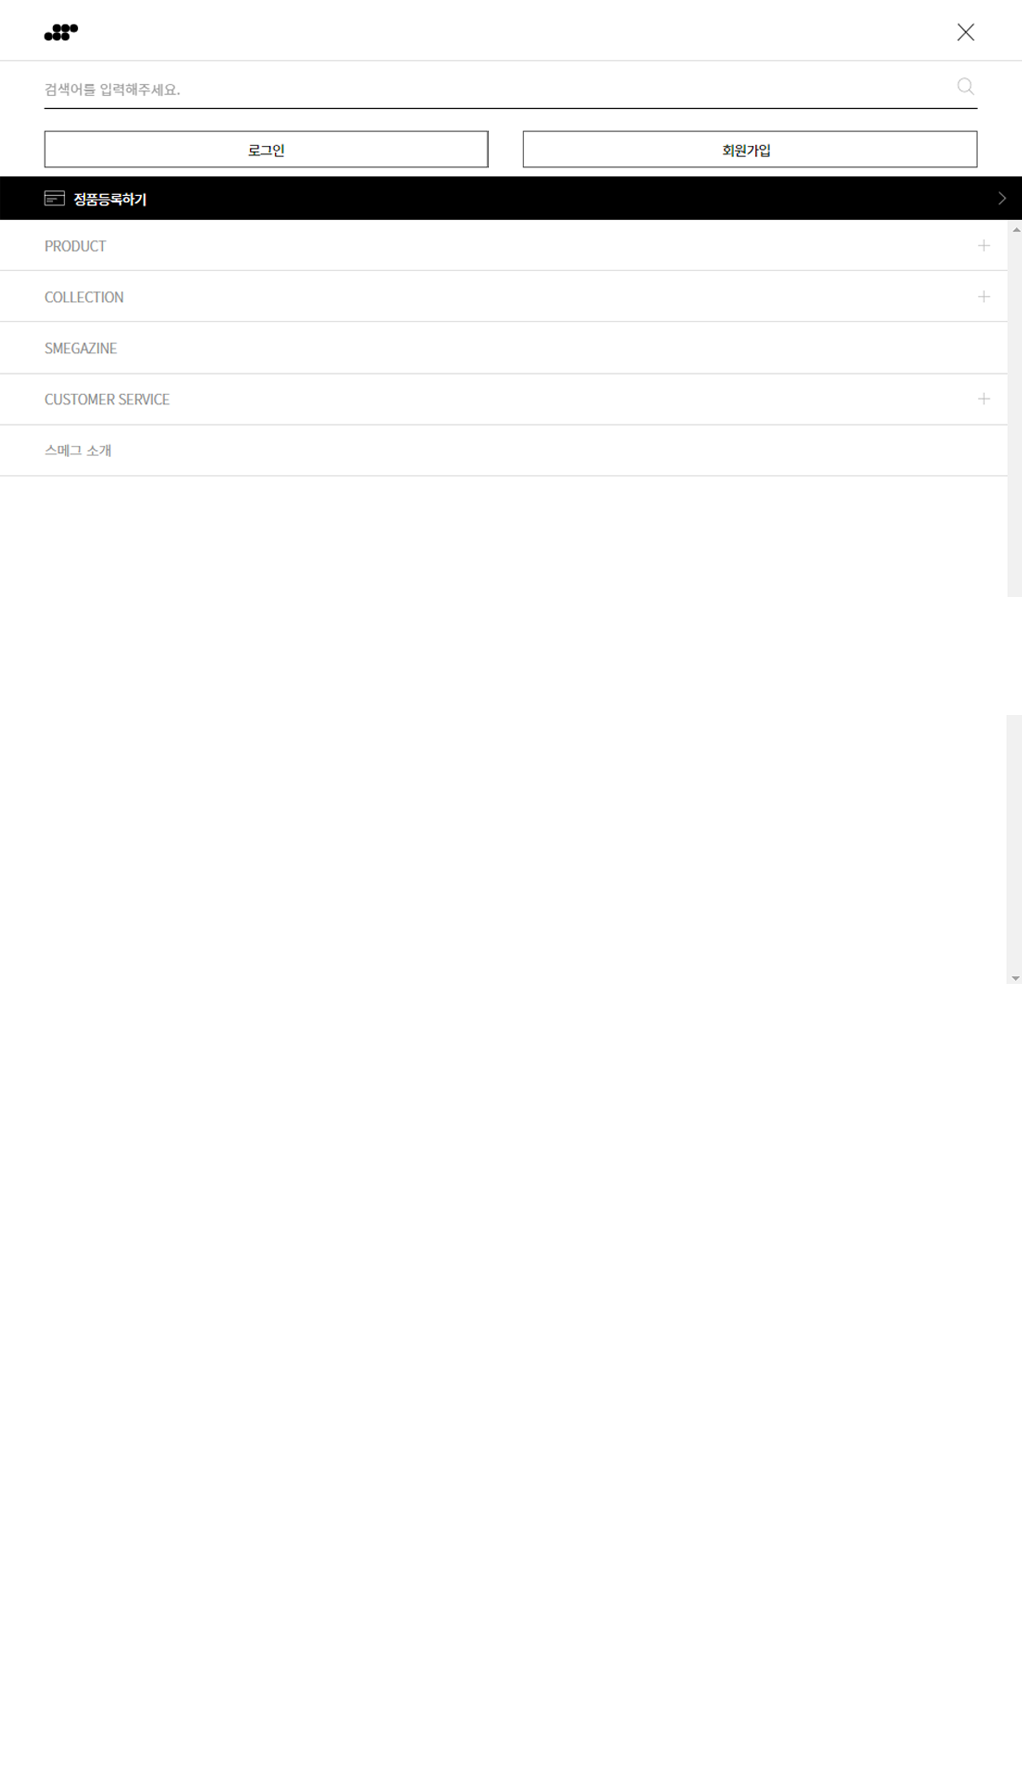 검색어를 입력해주세요.
로그인
회원가입
정품등록하기
PRODUCT
COLLECTION
SMEGAZINE
CUSTOMER SERVICE
스메그 소개